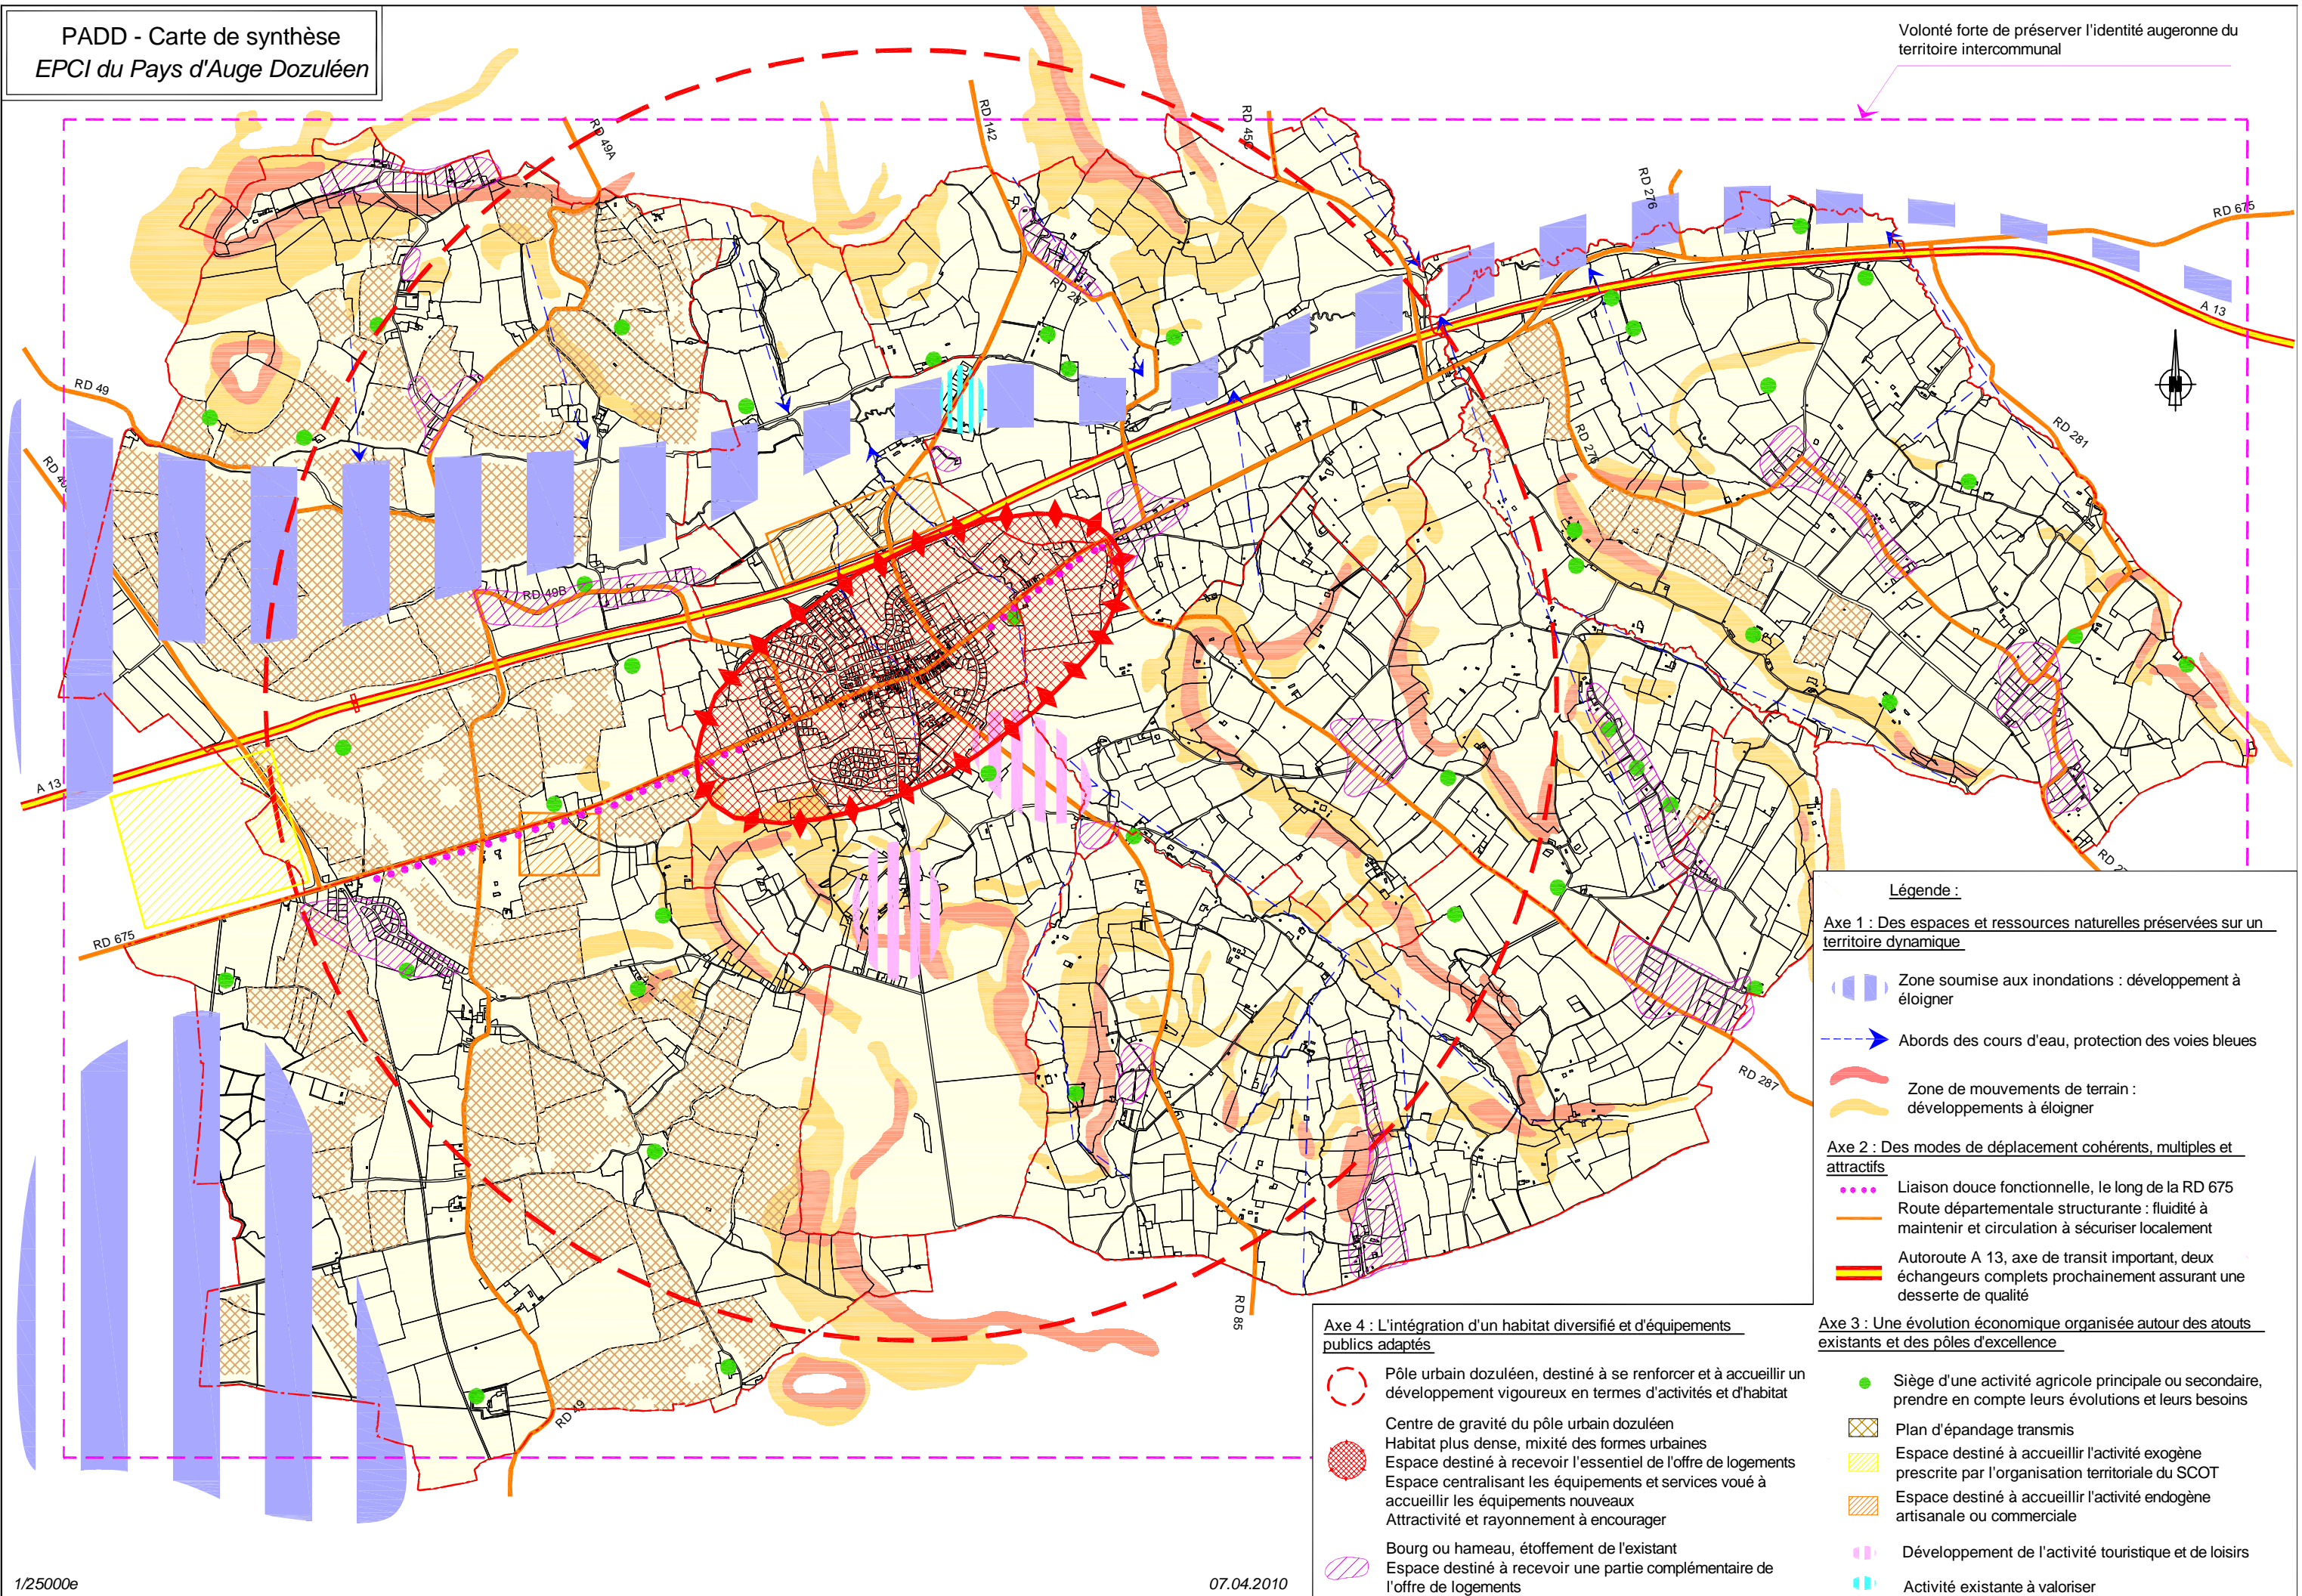 PADD - Carte de synthèse
EPCI du Pays d'Auge Dozuléen
Volonté forte de préserver l'identité augeronne du
territoire intercommunal
RD 49A
RD 142
RD 45C
RD 276
RD 675
RD 287
A 13
RD 49
RD
RD 281
RD 276
RD 49B
A 13
RD 675
RD 287
RD 85
RD 49
Légende :
Axe 1 : Des espaces et ressources naturelles préservées sur un
territoire dynamique
Zone soumise aux inondations : développement à
éloigner
Abords des cours d'eau, protection des voies bleues
Zone de mouvements de terrain :
développements à éloigner
Axe 2 : Des modes de déplacement cohérents, multiples et
attractifs
Liaison douce fonctionnelle, le long de la RD 675
Route départementale structurante : fluidité à
maintenir et circulation à sécuriser localement
Autoroute A 13, axe de transit important, deux
échangeurs complets prochainement assurant une
desserte de qualité
Axe 3 : Une évolution économique organisée autour des atouts
existants et des pôles d'excellence
Siège d'une activité agricole principale ou secondaire,
prendre en compte leurs évolutions et leurs besoins
Plan d'épandage transmis
Espace destiné à accueillir l'activité exogène
prescrite par l'organisation territoriale du SCOT
Espace destiné à accueillir l'activité endogène
artisanale ou commerciale
Développement de l'activité touristique et de loisirs
Activité existante à valoriser
Axe 4 : L'intégration d'un habitat diversifié et d'équipements
publics adaptés
Pôle urbain dozuléen, destiné à se renforcer et à accueillir un
développement vigoureux en termes d'activités et d'habitat
Centre de gravité du pôle urbain dozuléen
Habitat plus dense, mixité des formes urbaines
Espace destiné à recevoir l'essentiel de l'offre de logements
Espace centralisant les équipements et services voué à
accueillir les équipements nouveaux
Attractivité et rayonnement à encourager
Bourg ou hameau, étoffement de l'existant
Espace destiné à recevoir une partie complémentaire de
l'offre de logements
1/25000e
07.04.2010